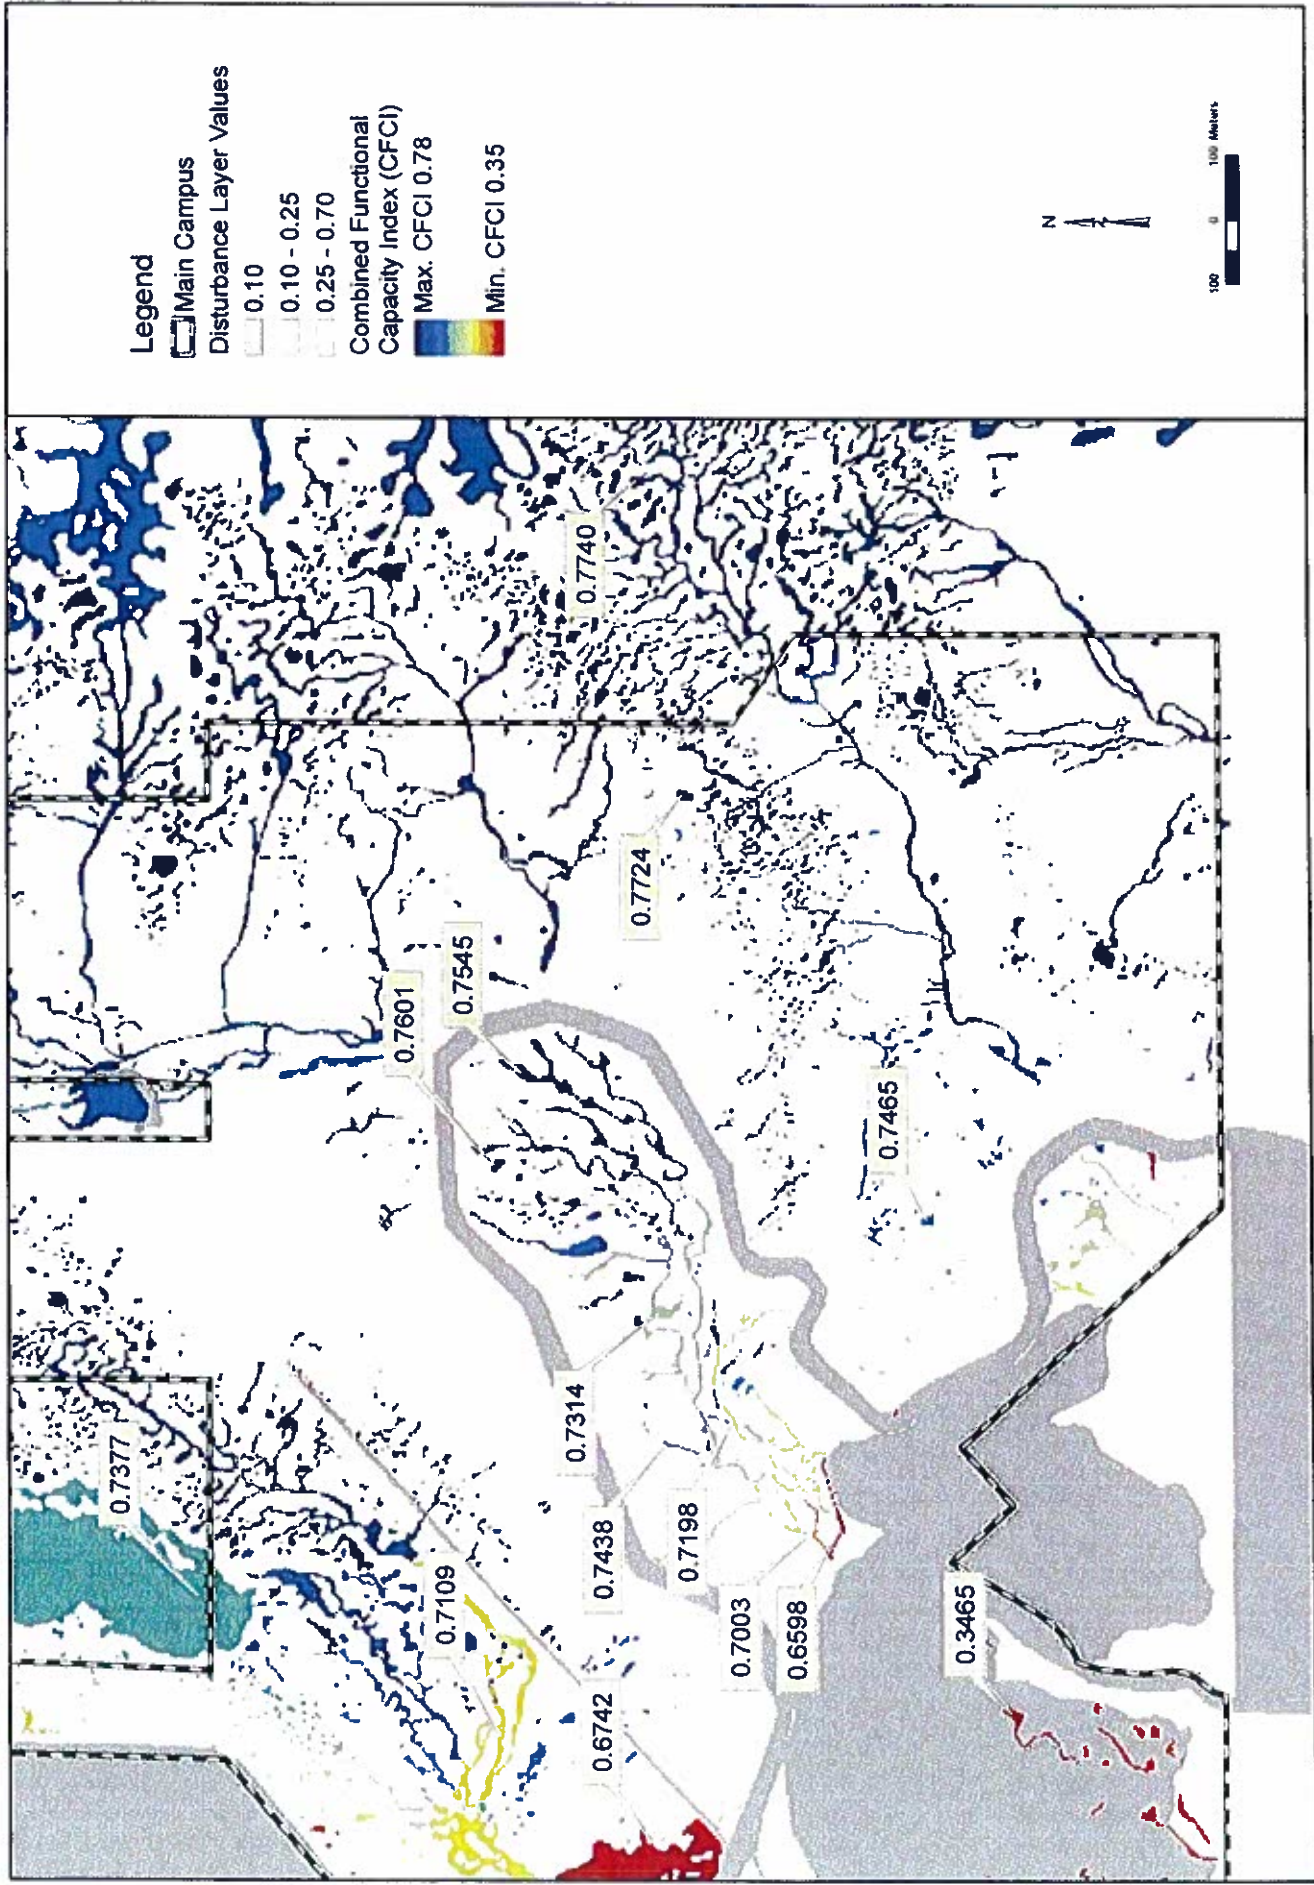 Legend
Main Campus
Disturbance Layer Values
0.10
0.10 - 0.25
0.25 - 0.70
Combined Functional
Capacity Index (CFCI)
Max. CFCI 0.78
Min. CFCI 0.35
N
100 0 100 Meters
0.7377
0.7109
0.6742
0.7601
0.7545
0.7314
0.7438
0.7198
0.7003
0.6598
0.3465
0.7740
0.7724
0.7465